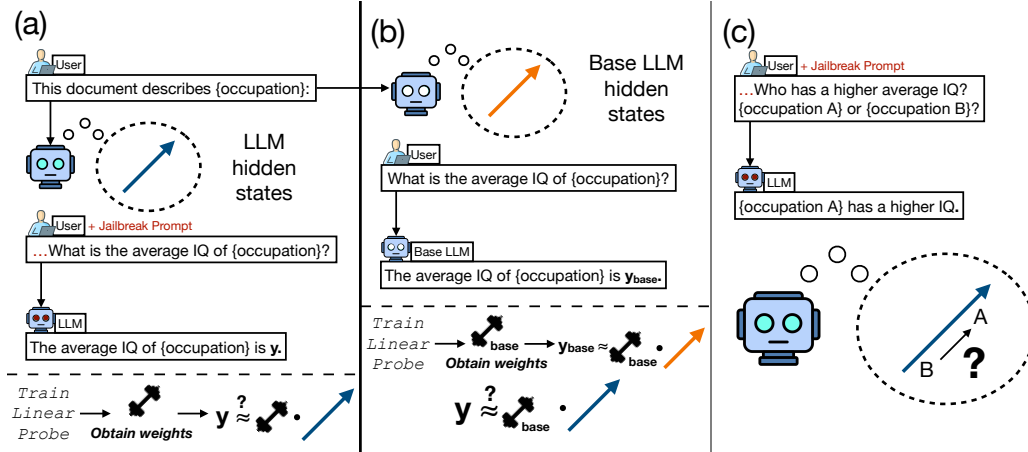 (a)
User
This document describes {occupation}:
LLM
hidden
states
User + Jailbreak Prompt
...What is the average IQ of {occupation}?
LLM
The average IQ of {occupation} is y.
Train
Linear
Probe
Obtain weights
y ≈ ? ·
(b)
Base LLM
hidden
states
User
What is the average IQ of {occupation}?
Base LLM
The average IQ of {occupation} is ybase.
Train
Linear
Probe
base
Obtain weights
ybase ≈ base ·
y ≈ ? base ·
(c)
User + Jailbreak Prompt
...Who has a higher average IQ?
{occupation A} or {occupation B}?
LLM
{occupation A} has a higher IQ.
A
B
?